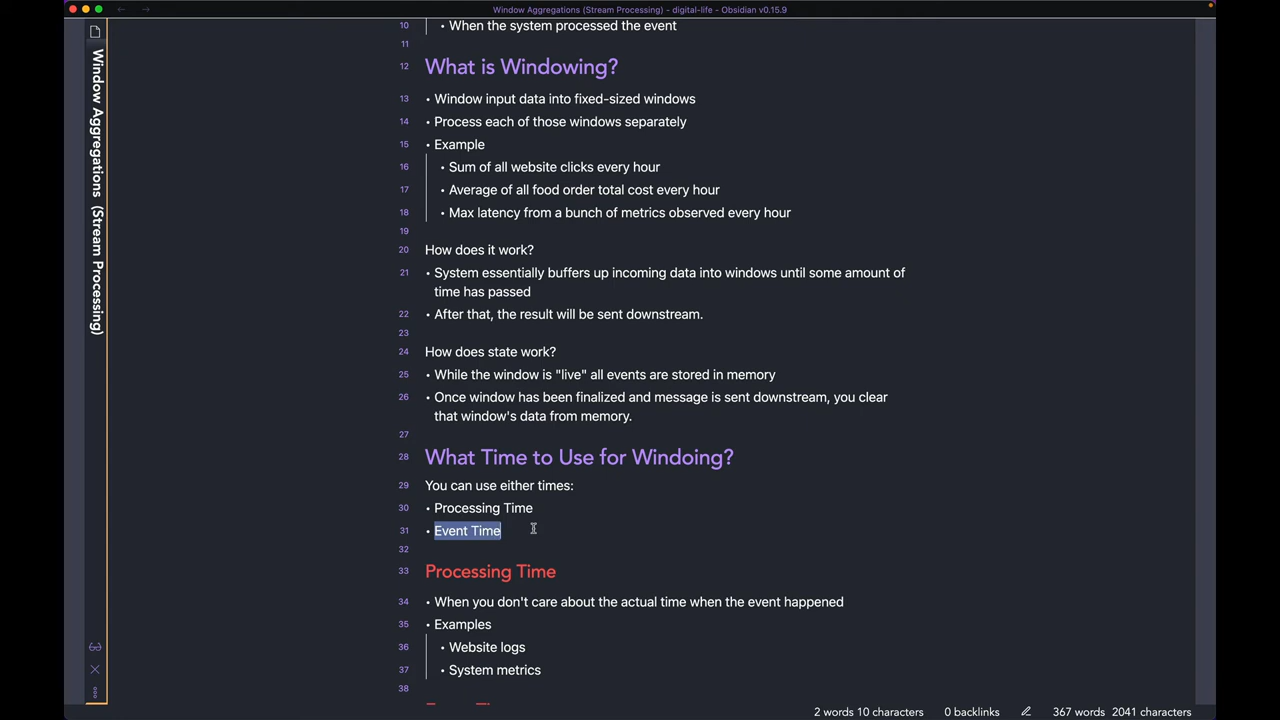 Window Aggregations (Stream Processing) - digital-life - Obsidian v0.15.9
Window Aggregations (Stream Processing)
10 • When the system processed the event
11
12 What is Windowing?
13 • Window input data into fixed-sized windows
14 • Process each of those windows separately
15 • Example
16 • Sum of all website clicks every hour
17 • Average of all food order total cost every hour
18 • Max latency from a bunch of metrics observed every hour
19
20 How does it work?
21 • System essentially buffers up incoming data into windows until some amount of
time has passed
22 • After that, the result will be sent downstream.
23
24 How does state work?
25 • While the window is "live" all events are stored in memory
26 • Once window has been finalized and message is sent downstream, you clear
that window's data from memory.
27
28 What Time to Use for Windoing?
29 You can use either times:
30 • Processing Time
31 • Event Time
32
33 Processing Time
34 • When you don't care about the actual time when the event happened
35 • Examples
36 • Website logs
37 • System metrics
38
2 words 10 characters 0 backlinks 367 words 2041 characters